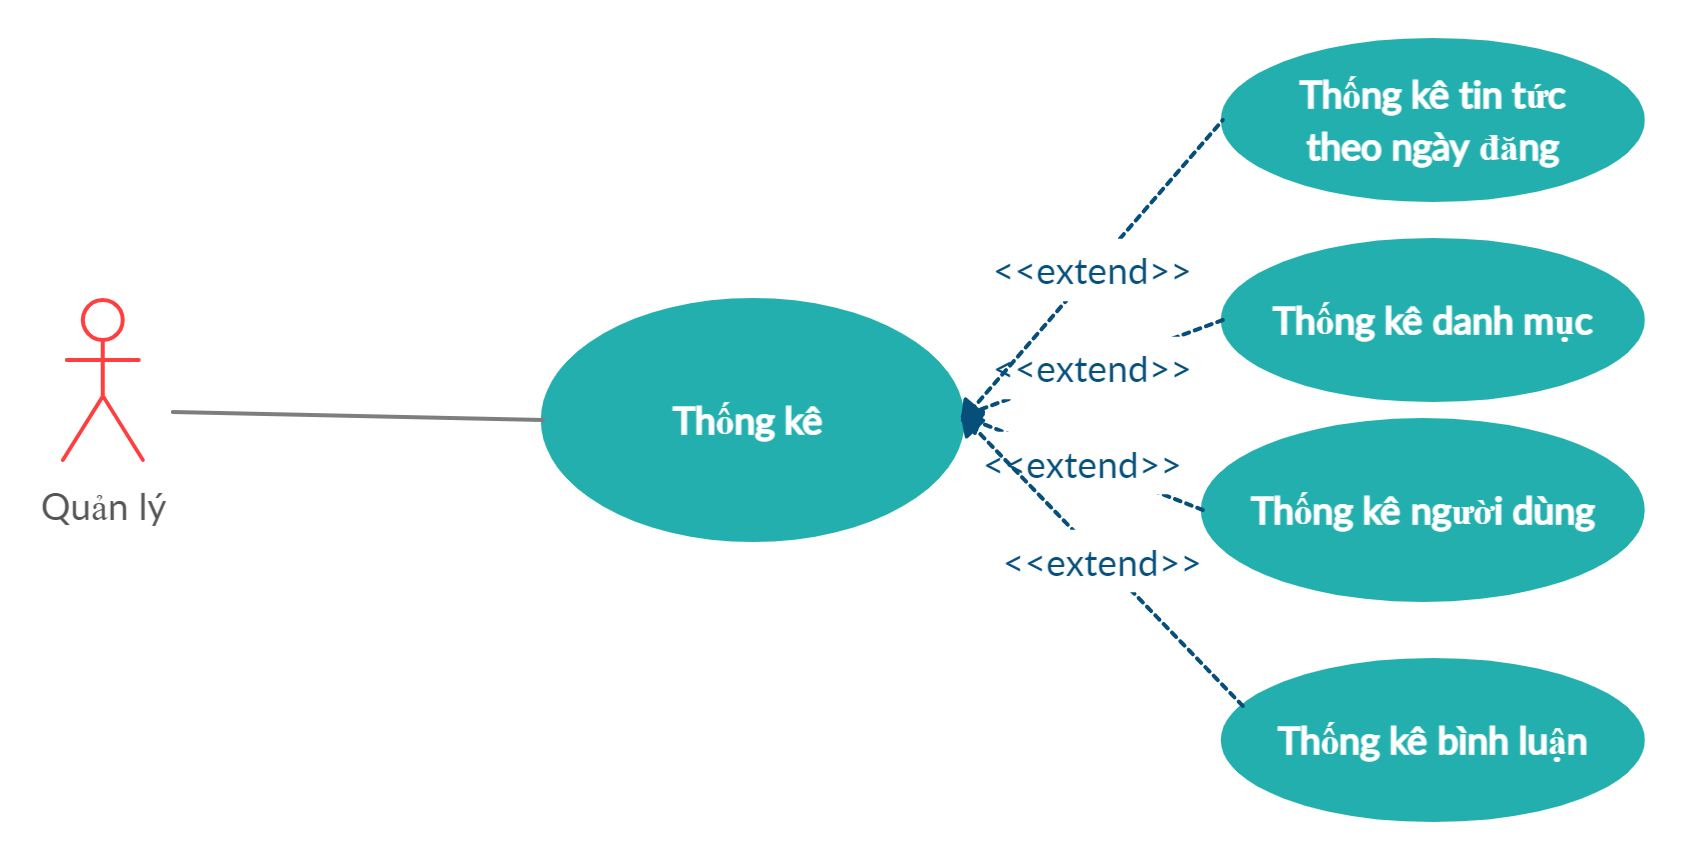 Thống kê tin tức
theo ngày đăng
<<extend>>
Thống kê danh mục
<<extend>>
Thống kê
<<extend>>
Quản lý
Thống kê người dùng
<<extend>>
Thống kê bình luận